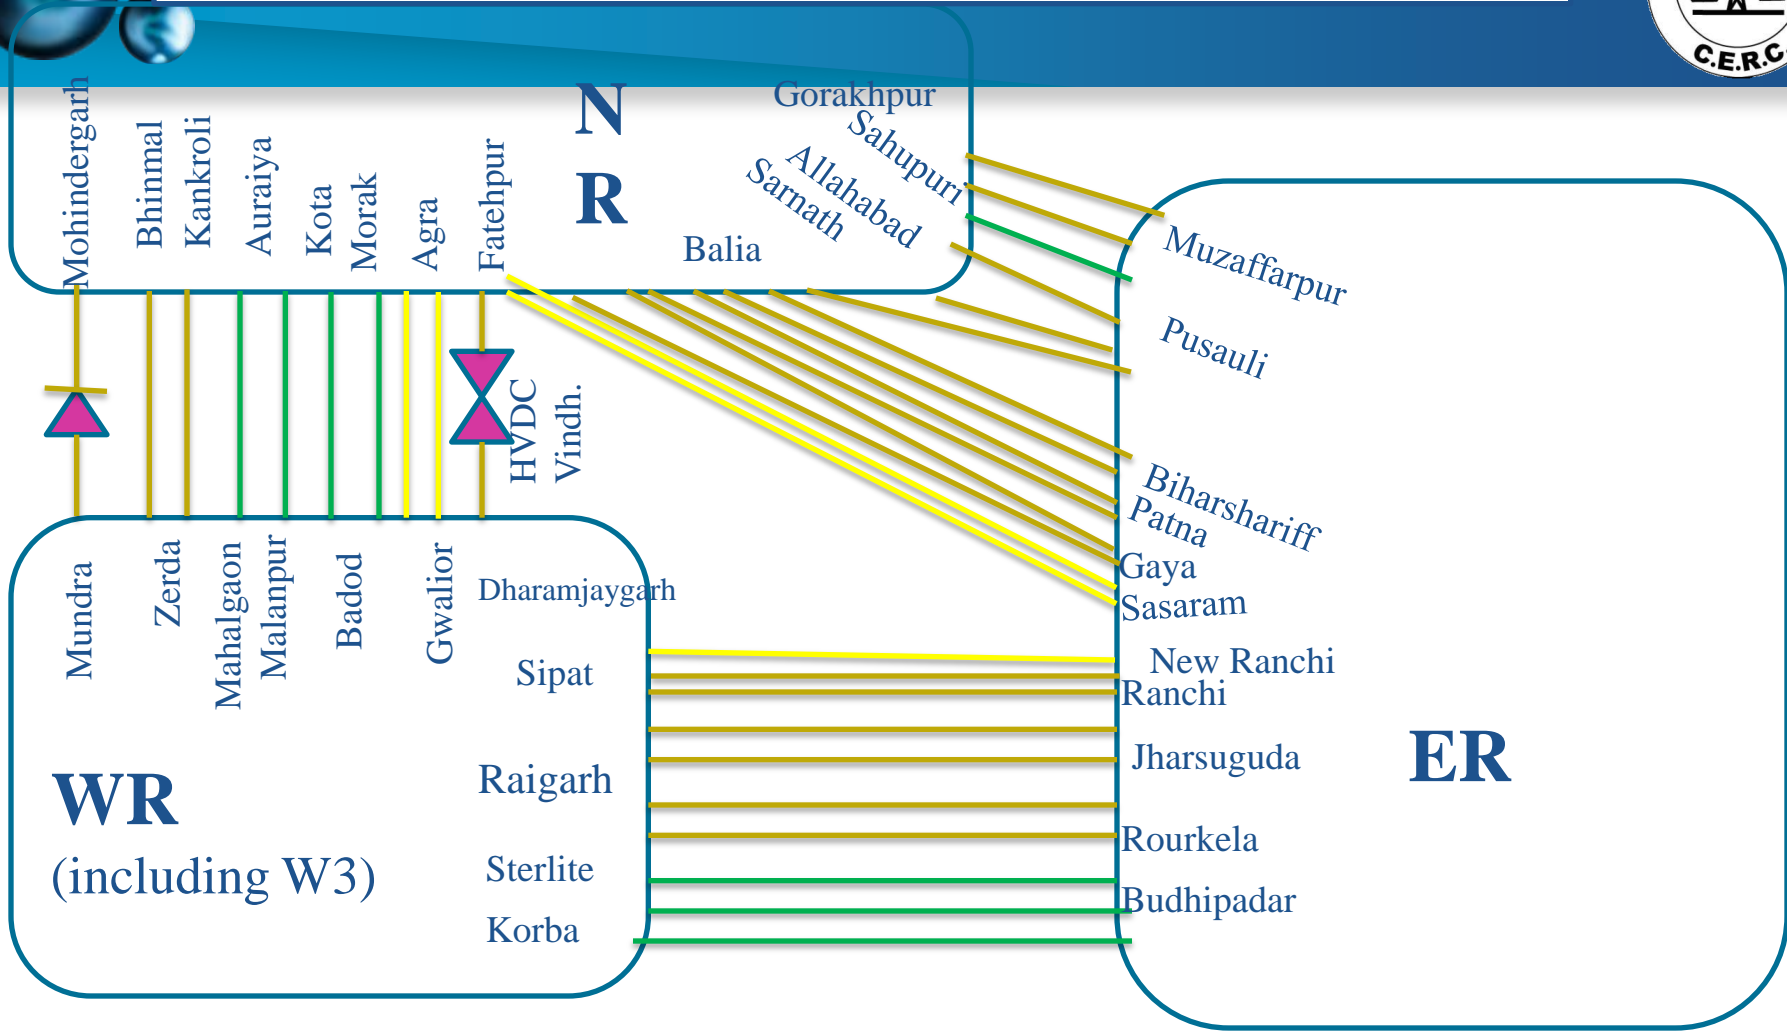 C.E.R.C.
N
R
Mohindergarh
Bhinmal
Kankroli
Auraiya
Kota
Morak
Agra
Fatehpur
Gorakhpur
Sahupuri
Allahabad
Sarnath
Balia
Muzaffarpur
Pusauli
HVDC
Vindh.
Biharshariff
Patna
Gaya
Sasaram
Mundra
Zerda
Mahalgaon
Malanpur
Badod
Gwalior
Dharamjaygarh
Sipat
New Ranchi
Ranchi
Raigarh
Jharsuguda
ER
WR
(including W3)
Rourkela
Sterlite
Budhipadar
Korba